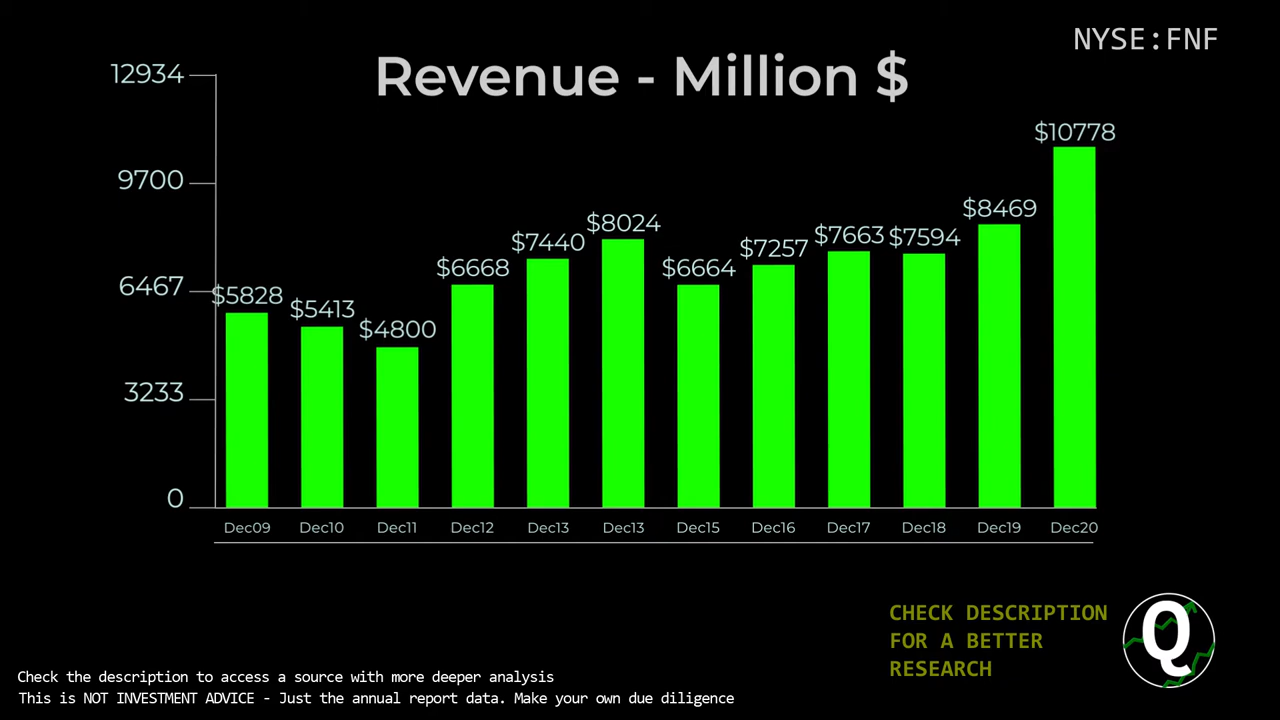 NYSE:FNF
Revenue - Million $
12934
9700
6467
3233
0
$5828 $5413 $4800 $6668 $7440 $8024 $6664 $7257 $7663 $7594 $8469 $10778
Dec09 Dec10 Dec11 Dec12 Dec13 Dec13 Dec15 Dec16 Dec17 Dec18 Dec19 Dec20
CHECK DESCRIPTION
FOR A BETTER
RESEARCH
Q
Check the description to access a source with more deeper analysis
This is NOT INVESTMENT ADVICE - Just the annual report data. Make your own due diligence